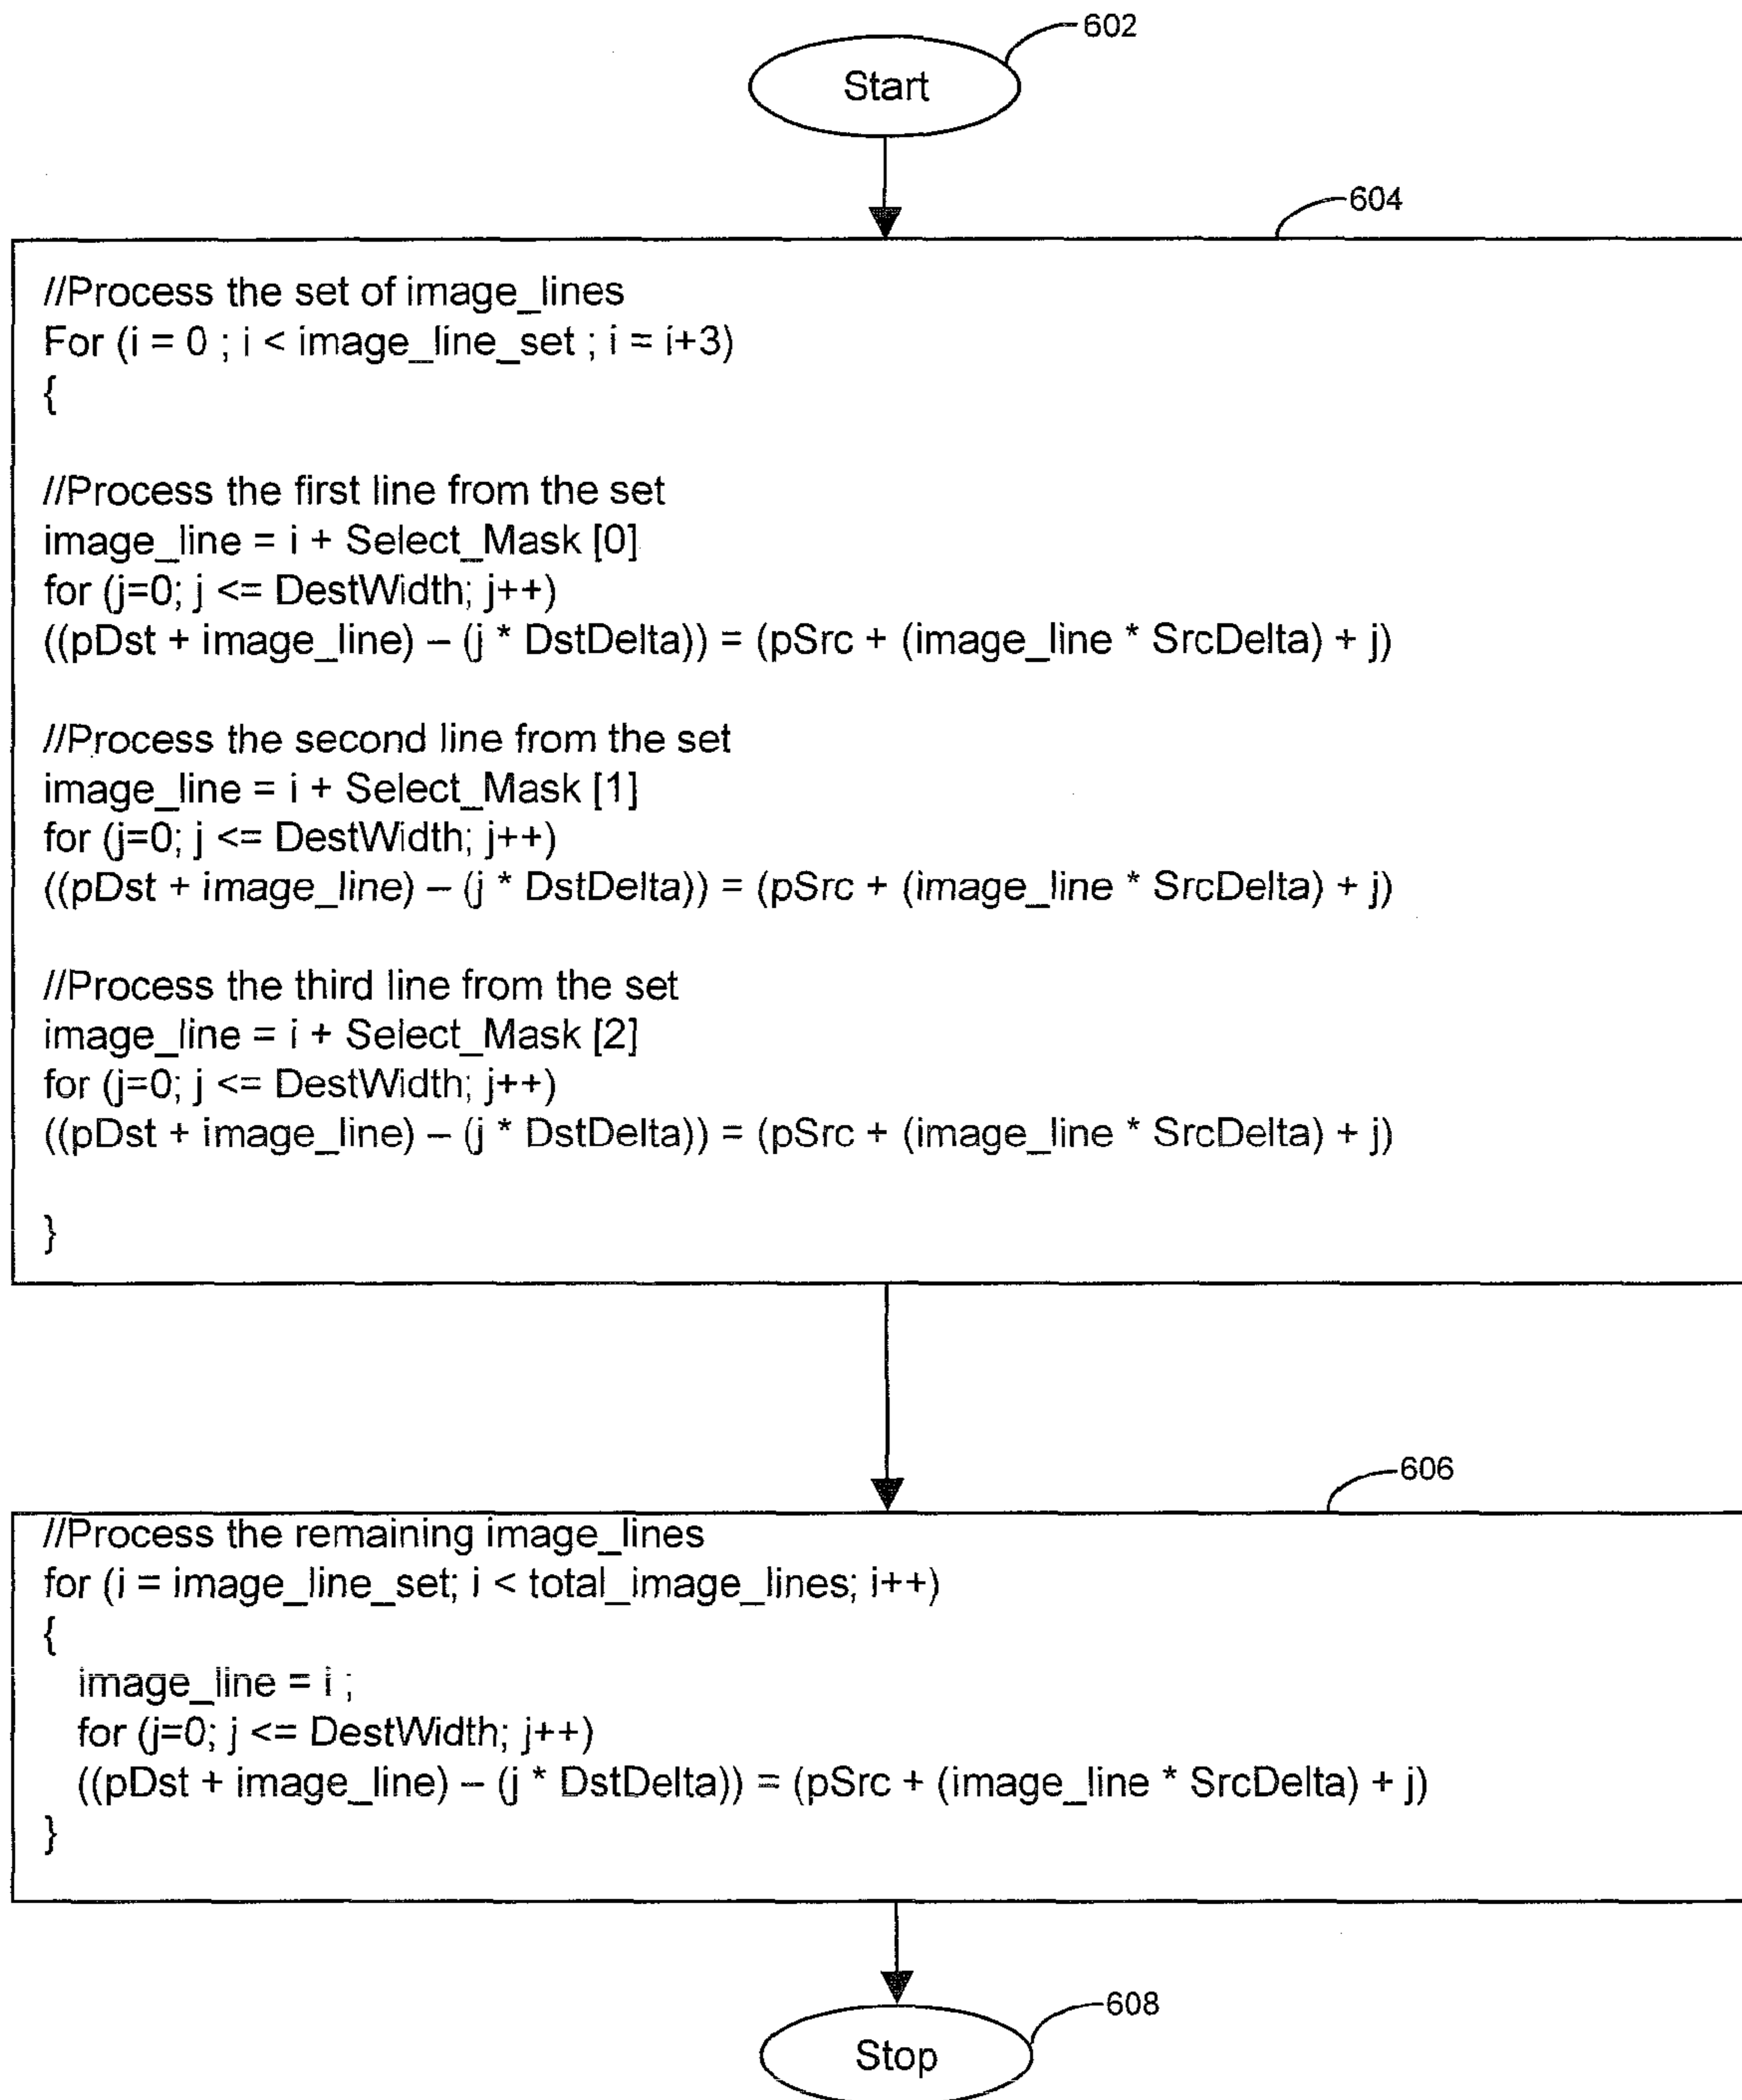 602
Start
604
//Process the set of image_lines
For (i = 0 ; i < image_line_set ; i = i+3)
{
//Process the first line from the set
image_line = i + Select_Mask [0]
for (j=0; j <= DestWidth; j++)
((pDst + image_line) – (j * DstDelta)) = (pSrc + (image_line * SrcDelta) + j)
//Process the second line from the set
image_line = i + Select_Mask [1]
for (j=0; j <= DestWidth; j++)
((pDst + image_line) – (j * DstDelta)) = (pSrc + (image_line * SrcDelta) + j)
//Process the third line from the set
image_line = i + Select_Mask [2]
for (j=0; j <= DestWidth; j++)
((pDst + image_line) – (j * DstDelta)) = (pSrc + (image_line * SrcDelta) + j)
}
606
//Process the remaining image_lines
for (i = image_line_set; i < total_image_lines; i++)
{
image_line = i ;
for (j=0; j <= DestWidth; j++)
((pDst + image_line) – (j * DstDelta)) = (pSrc + (image_line * SrcDelta) + j)
}
608
Stop